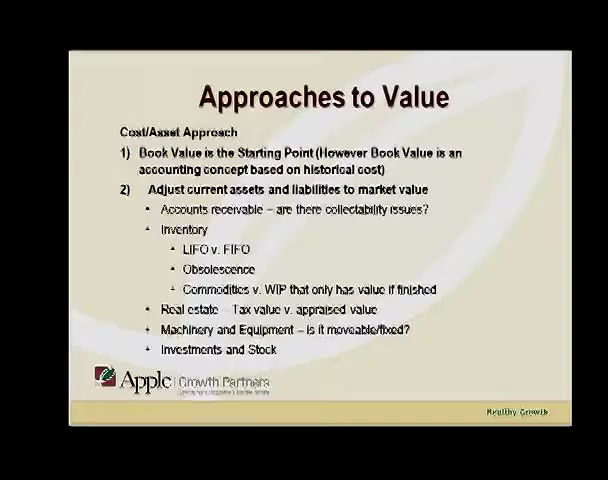 Approaches to Value
Cost/Asset Approach
1) Book Value is the Starting Point (However Book Value is an
accounting concept based on historical cost)
2) Adjust current assets and liabilities to market value
• Accounts receivable – are there collectability issues?
• Inventory
• LIFO v. FIFO
• Obsolescence
• Commodities v. WIP that only has value if finished
• Real estate – Tax value v. appraised value
• Machinery and Equipment – is it moveable/fixed?
• Investments and Stock
Apple Growth Partners
Healthy Growth